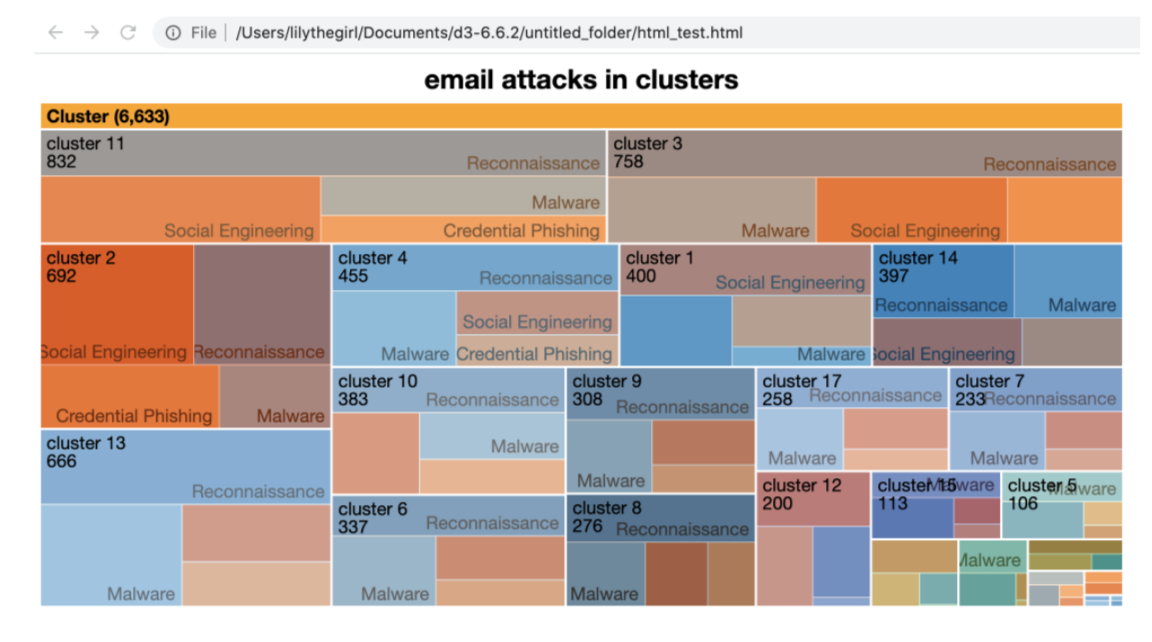 File /Users/lilythegirl/Documents/d3-6.6.2/untitled_folder/html_test.html
email attacks in clusters
Cluster (6,633)
cluster 11
832
Reconnaissance
Social Engineering
Malware
Credential Phishing
cluster 3
758
Reconnaissance
Malware
Social Engineering
cluster 2
692
Social Engineering
Reconnaissance
Credential Phishing
Malware
cluster 4
455
Reconnaissance
Social Engineering
Malware
Credential Phishing
cluster 1
400
Social Engineering
Malware
cluster 14
397
Reconnaissance
Malware
Social Engineering
cluster 13
666
Reconnaissance
Malware
cluster 10
383
Reconnaissance
Malware
cluster 6
337
Reconnaissance
Malware
cluster 9
308
Reconnaissance
Malware
cluster 8
276
Reconnaissance
Malware
cluster 17
258
Reconnaissance
Malware
cluster 7
233
Reconnaissance
Malware
cluster 12
200
cluster 15
113
Malware
cluster 5
106
Malware
Malware